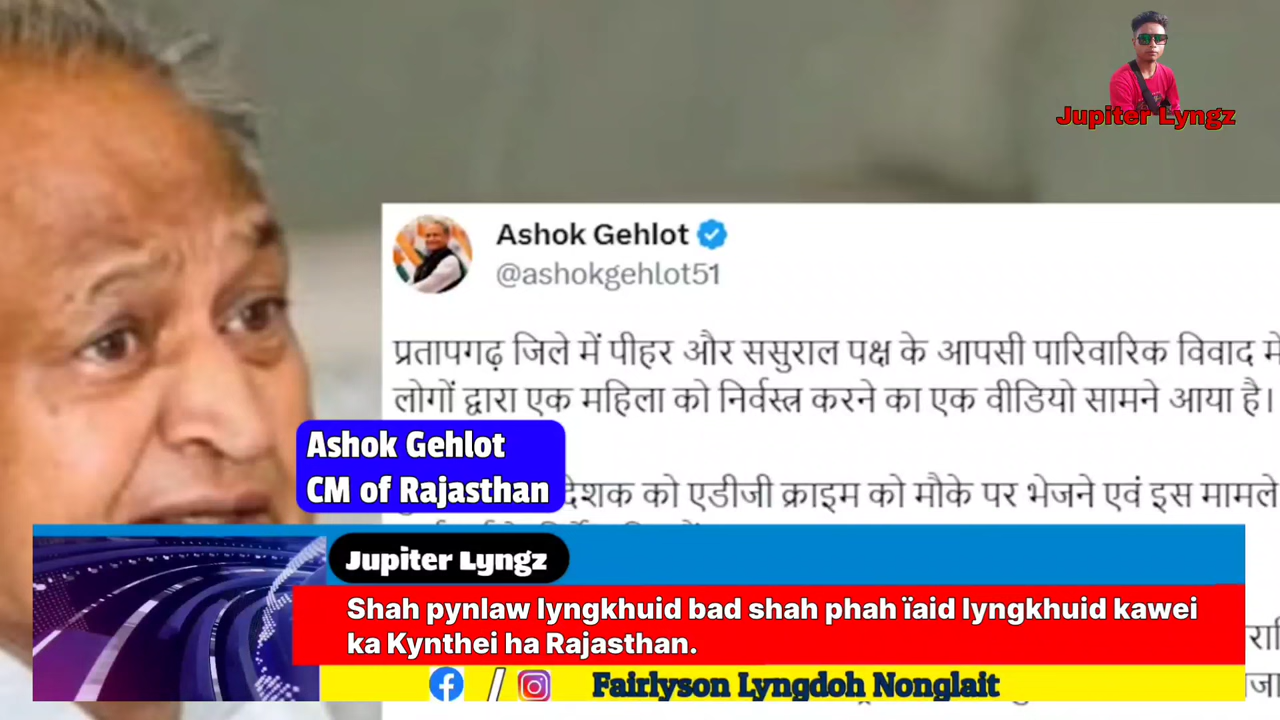 Jupiter Lyngz
Ashok Gehlot
@ashokgehlot51
प्रतापगढ़ जिले में पीहर और ससुराल पक्ष के आपसी पारिवारिक विवाद में
लोगों द्वारा एक महिला को निर्वस्त्र करने का एक वीडियो सामने आया है।
Ashok Gehlot
CM of Rajasthan
को एडीजी क्राइम को मौके पर भेजने एवं इस मामले
Jupiter Lyngz
Shah pynlaw lyngkhuid bad shah phah ïaid lyngkhuid kawei
ka Kynthei ha Rajasthan.
/ Fairlyson Lyngdoh Nonglait